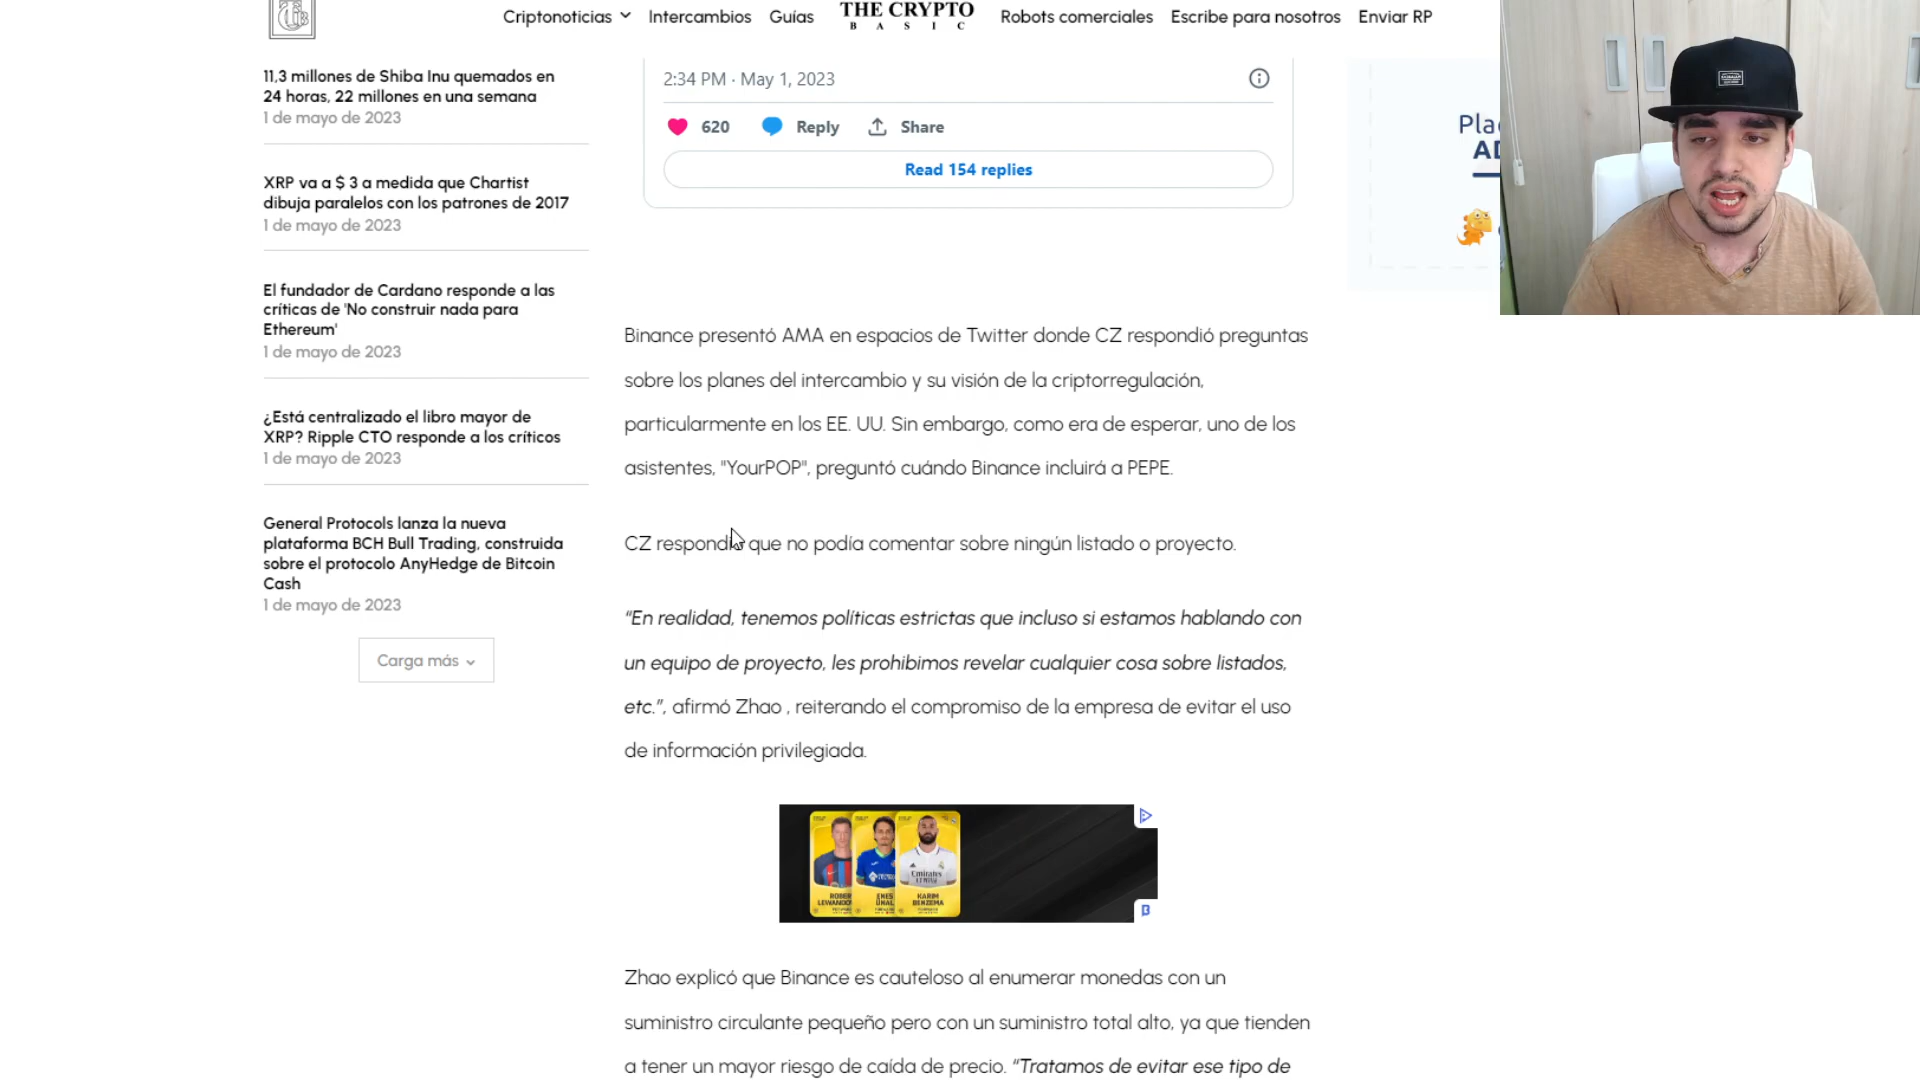 Criptonoticias
Intercambios
Guías
THE CRYPTO
BASIC
Robots comerciales
Escribe para nosotros
Enviar RP
11,3 millones de Shiba Inu quemados en
24 horas, 22 millones en una semana
1 de mayo de 2023
XRP va a $ 3 a medida que Chartist
dibuja paralelos con los patrones de 2017
1 de mayo de 2023
El fundador de Cardano responde a las
críticas de 'No construir nada para
Ethereum'
1 de mayo de 2023
¿Está centralizado el libro mayor de
XRP? Ripple CTO responde a los críticos
1 de mayo de 2023
General Protocols lanza la nueva
plataforma BCH Bull Trading, construida
sobre el protocolo AnyHedge de Bitcoin
Cash
1 de mayo de 2023
Carga más
2:34 PM · May 1, 2023
620 Reply Share
Read 154 replies
Binance presentó AMA en espacios de Twitter donde CZ respondió preguntas
sobre los planes del intercambio y su visión de la criptorregulación,
particularmente en los EE. UU. Sin embargo, como era de esperar, uno de los
asistentes, "YourPOP", preguntó cuándo Binance incluirá a PEPE.
CZ respondió que no podía comentar sobre ningún listado o proyecto.
“En realidad, tenemos políticas estrictas que incluso si estamos hablando con
un equipo de proyecto, les prohibimos revelar cualquier cosa sobre listados,
etc.”, afirmó Zhao , reiterando el compromiso de la empresa de evitar el uso
de información privilegiada.
KARIM
BENZEMA
Zhao explicó que Binance es cauteloso al enumerar monedas con un
suministro circulante pequeño pero con un suministro total alto, ya que tienden
a tener un mayor riesgo de caída de precio. “Tratamos de evitar ese tipo de